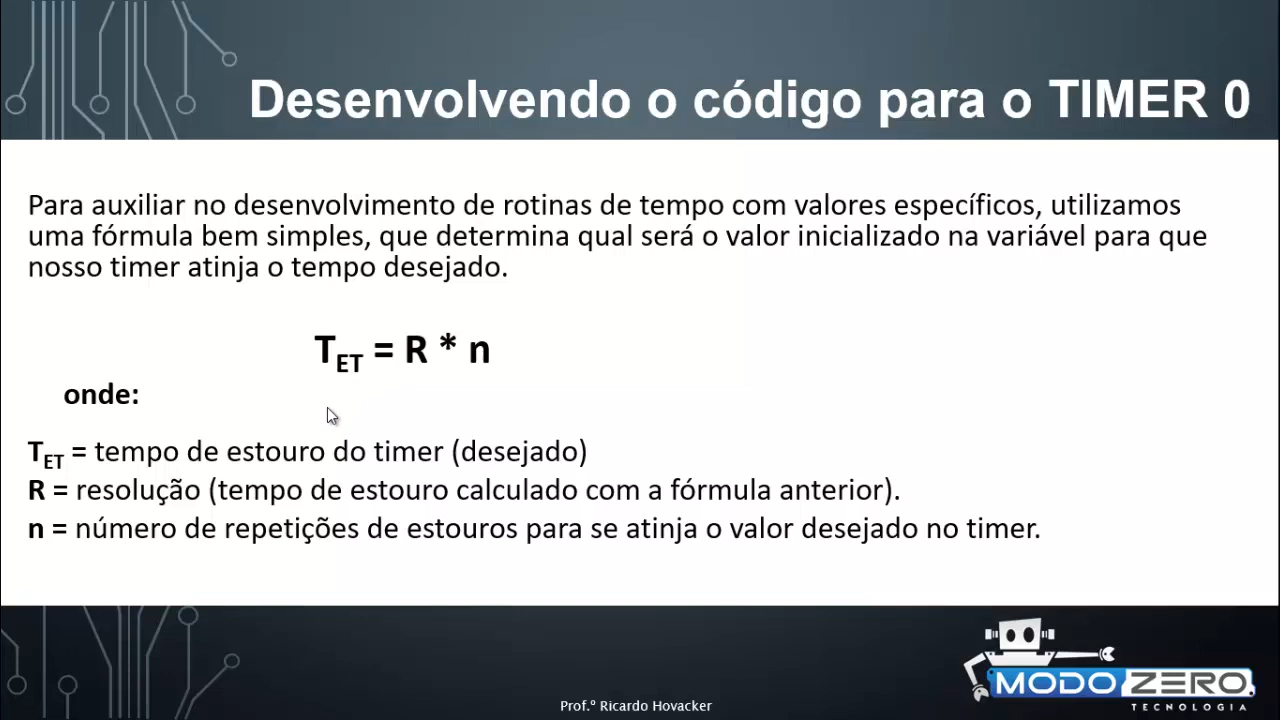 Desenvolvendo o código para o TIMER 0
Para auxiliar no desenvolvimento de rotinas de tempo com valores específicos, utilizamos
uma fórmula bem simples, que determina qual será o valor inicializado na variável para que
nosso timer atinja o tempo desejado.
T_ET = R * n
onde:
T_ET = tempo de estouro do timer (desejado)
R = resolução (tempo de estouro calculado com a fórmula anterior).
n = número de repetições de estouros para se atinja o valor desejado no timer.
MODO ZERO
TECNOLOGIA
Prof.º Ricardo Hovacker